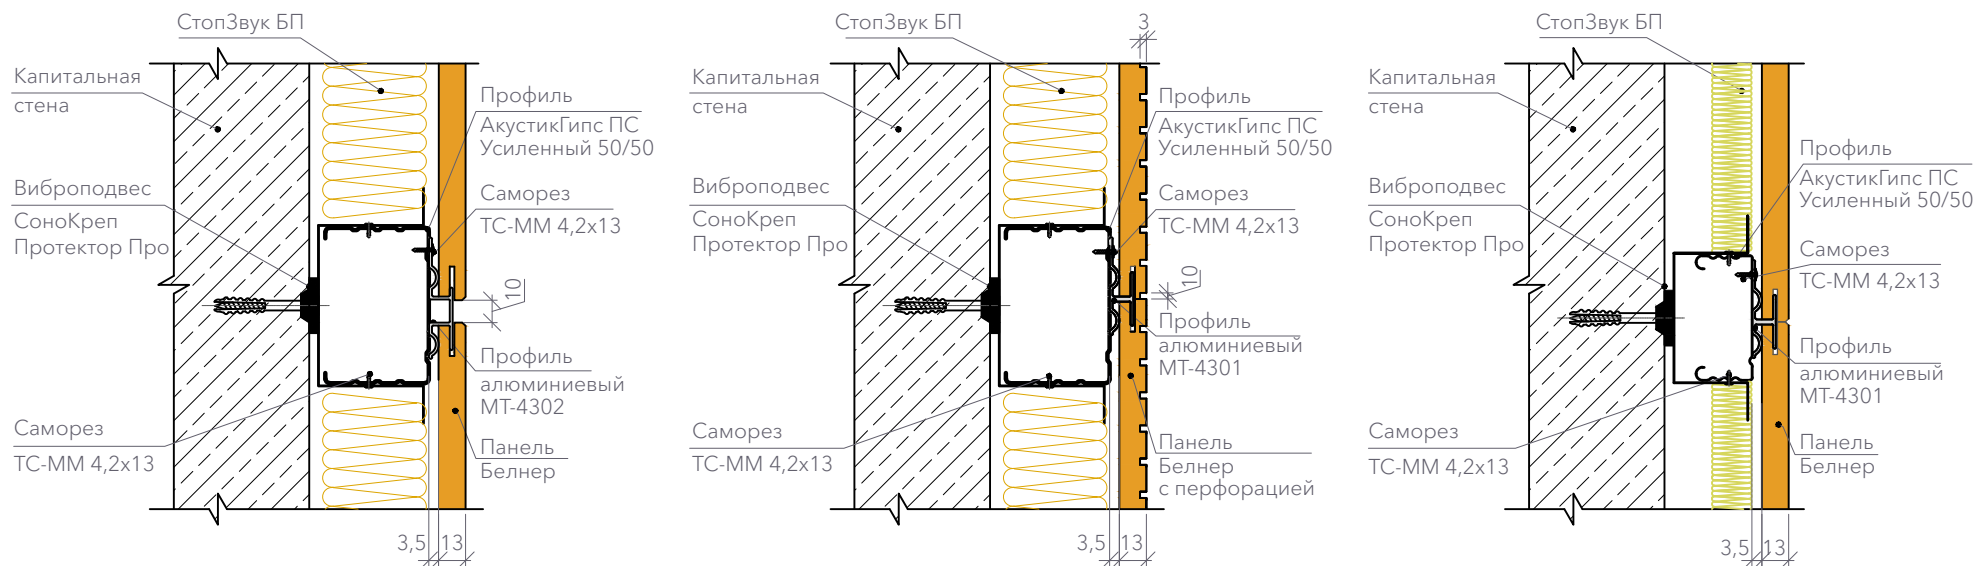 СтопЗвук БП
Капитальная
стена
Профиль
АкустикГипс ПС
Усиленный 50/50
Виброподвес
СоноКреп
Протектор Про
Саморез
ТС-ММ 4,2х13
10
Профиль
алюминиевый
МТ-4302
Саморез
ТС-ММ 4,2х13
Панель
Белнер
3,5
13
СтопЗвук БП
3
Капитальная
стена
Профиль
АкустикГипс ПС
Усиленный 50/50
Виброподвес
СоноКреп
Протектор Про
Саморез
ТС-ММ 4,2х13
10
Профиль
алюминиевый
МТ-4301
Саморез
ТС-ММ 4,2х13
Панель
Белнер
с перфорацией
3,5
13
СтопЗвук БП
Капитальная
стена
Профиль
АкустикГипс ПС
Усиленный 50/50
Виброподвес
СоноКреп
Протектор Про
Саморез
ТС-ММ 4,2х13
Профиль
алюминиевый
МТ-4301
Саморез
ТС-ММ 4,2х13
Панель
Белнер
3,5
13